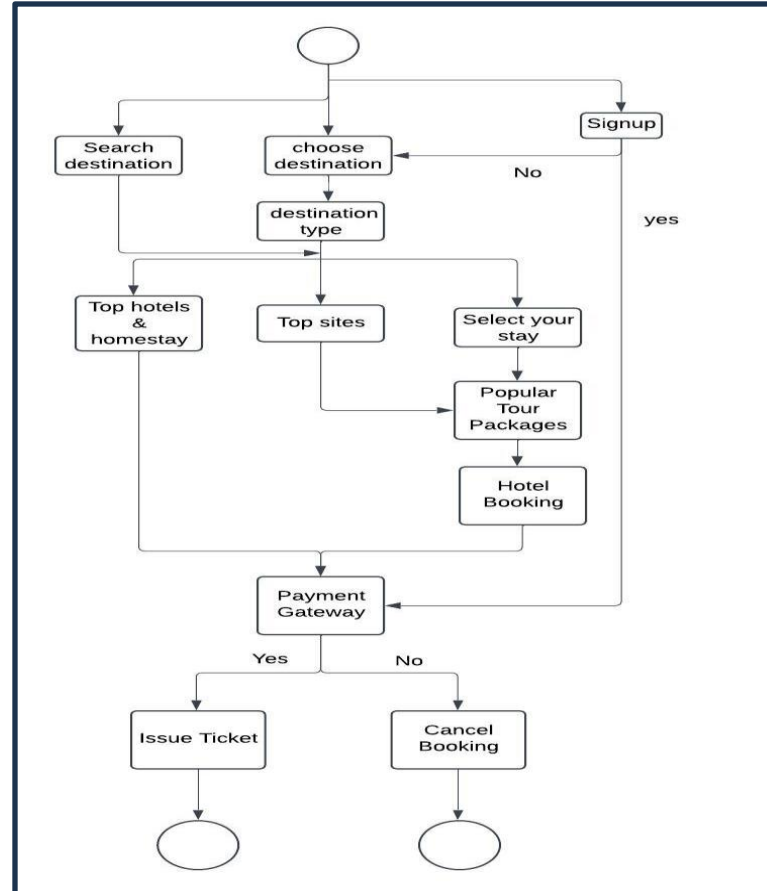 Search
destination
choose
destination
Signup
No
yes
destination
type
Top hotels
&
homestay
Top sites
Select your
stay
Popular
Tour
Packages
Hotel
Booking
Payment
Gateway
Yes
No
Issue Ticket
Cancel
Booking